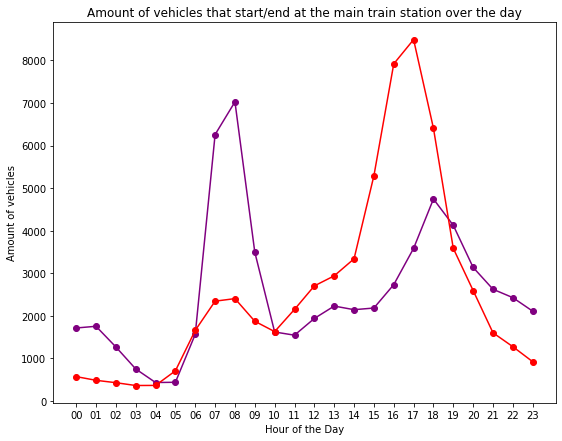 Amount of vehicles that start/end at the main train station over the day
Amount of vehicles
8000
7000
6000
5000
4000
3000
2000
1000
0
00 01 02 03 04 05 06 07 08 09 10 11 12 13 14 15 16 17 18 19 20 21 22 23
Hour of the Day